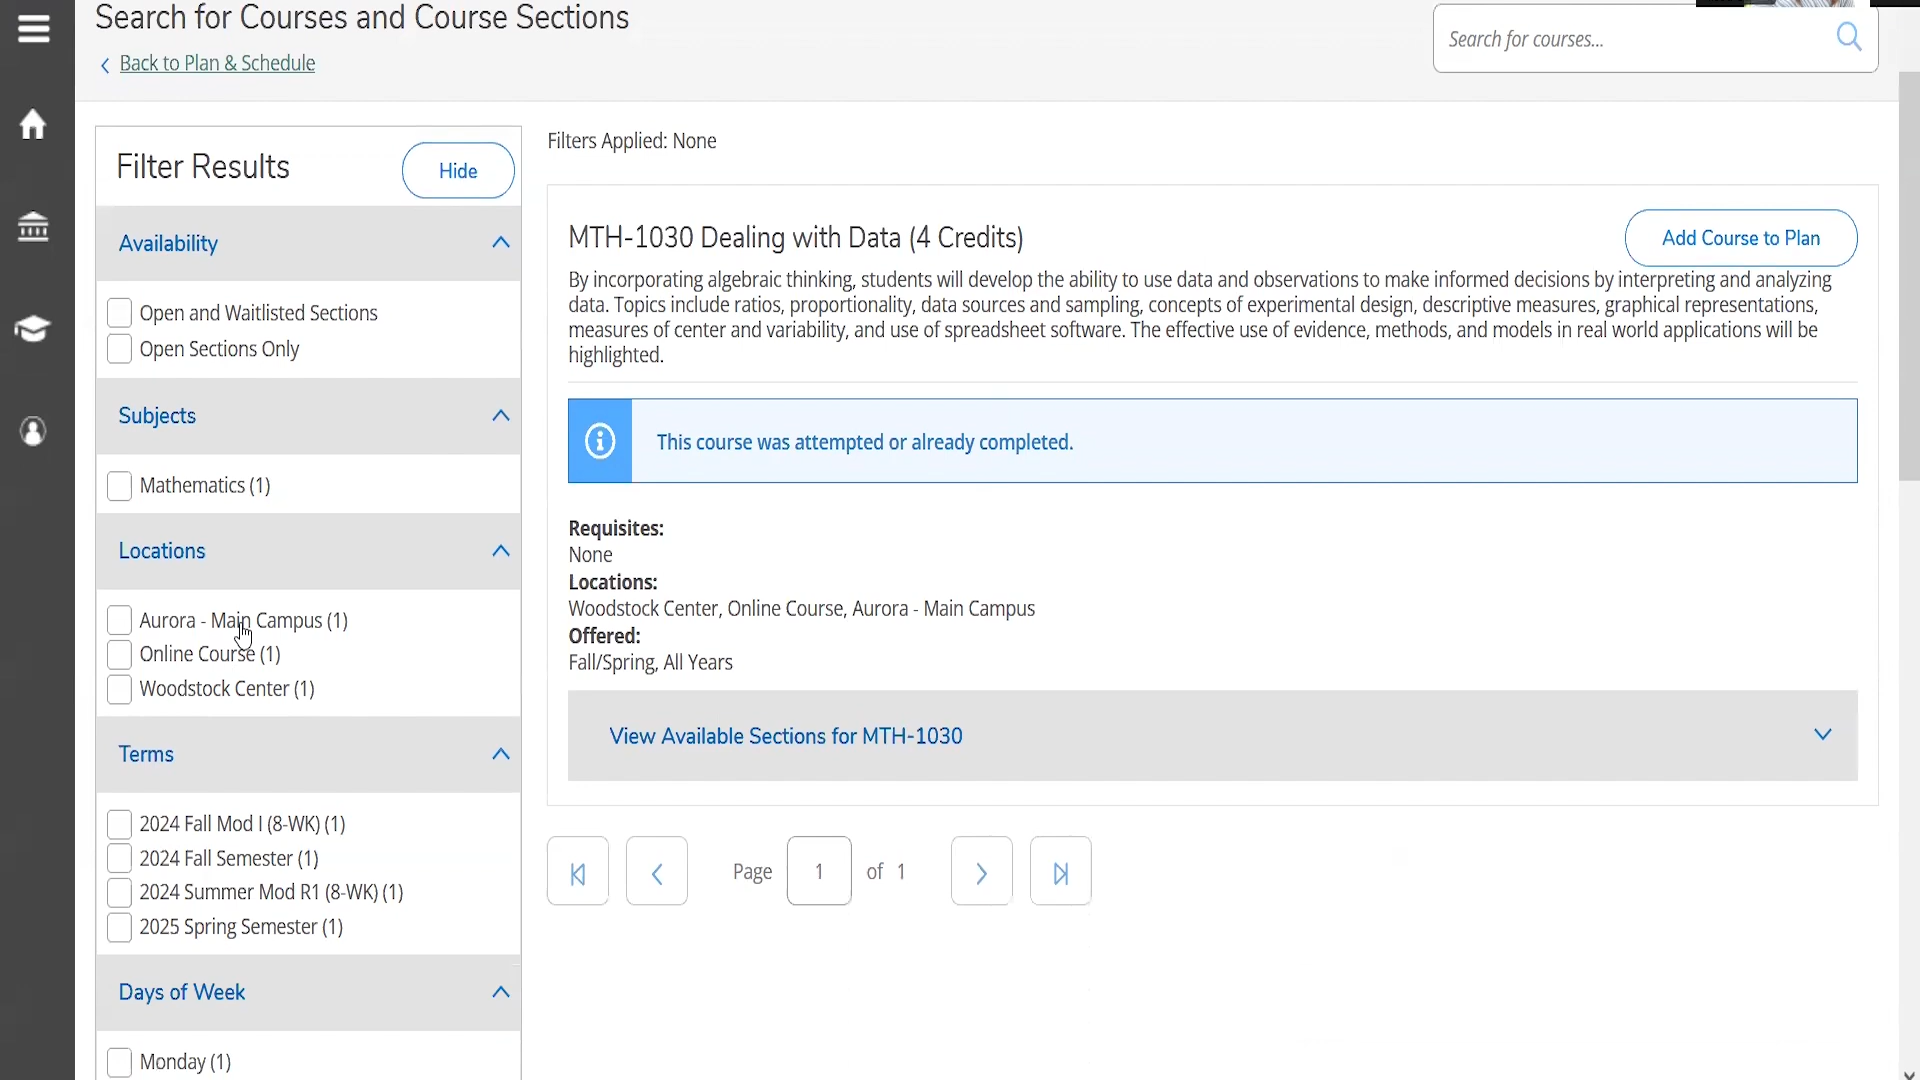 Search for Courses and Course Sections
Back to Plan & Schedule
Search for courses...
Filter Results
Hide
Availability
Open and Waitlisted Sections
Open Sections Only
Subjects
Mathematics (1)
Locations
Aurora - Main Campus (1)
Online Course (1)
Woodstock Center (1)
Terms
2024 Fall Mod I (8-WK) (1)
2024 Fall Semester (1)
2024 Summer Mod R1 (8-WK) (1)
2025 Spring Semester (1)
Days of Week
Monday (1)
Filters Applied: None
MTH-1030 Dealing with Data (4 Credits)
Add Course to Plan
By incorporating algebraic thinking, students will develop the ability to use data and observations to make informed decisions by interpreting and analyzing
data. Topics include ratios, proportionality, data sources and sampling, concepts of experimental design, descriptive measures, graphical representations,
measures of center and variability, and use of spreadsheet software. The effective use of evidence, methods, and models in real world applications will be
highlighted.
This course was attempted or already completed.
Requisites:
None
Locations:
Woodstock Center, Online Course, Aurora - Main Campus
Offered:
Fall/Spring, All Years
View Available Sections for MTH-1030
Page 1 of 1